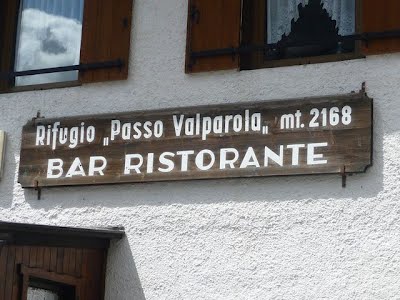 Rifugio „Passo Valparola„ mt. 2168
BAR RISTORANTE